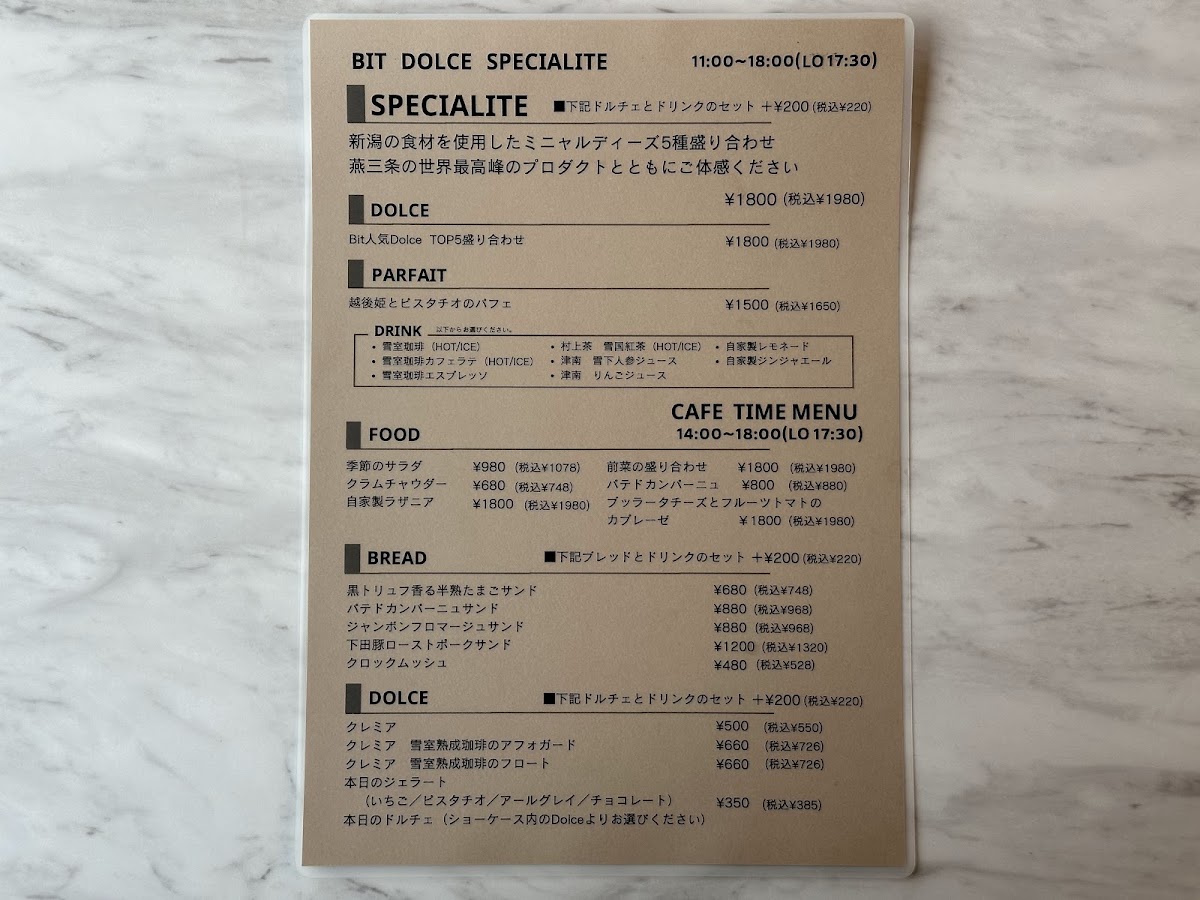 BIT DOLCE SPECIALITE 11:00~18:00(LO 17:30)
SPECIALITE ■下記ドルチェとドリンクのセット +¥200 (税込¥220)
新潟の食材を使用したミニャルディーズ5種盛り合わせ
燕三条の世界最高峰のプロダクトとともにご体感ください
¥1800 (税込¥1980)
DOLCE
Bit人気Dolce TOP5盛り合わせ ¥1800 (税込¥1980)
PARFAIT
越後姫とピスタチオのパフェ ¥1500 (税込¥1650)
DRINK 以下からお選びください。
・雪室珈琲(HOT/ICE) ・村上茶 雪国紅茶(HOT/ICE) ・自家製レモネード
・雪室珈琲カフェラテ(HOT/ICE) ・津南 雪下人参ジュース ・自家製ジンジャエール
・雪室珈琲エスプレッソ ・津南 りんごジュース
CAFE TIME MENU
FOOD 14:00~18:00(LO 17:30)
季節のサラダ ¥980 (税込¥1078) 前菜の盛り合わせ ¥1800 (税込¥1980)
クラムチャウダー ¥680 (税込¥748) パテドカンパーニュ ¥800 (税込¥880)
自家製ラザニア ¥1800 (税込¥1980) ブッラータチーズとフルーツトマトの
カプレーゼ ¥1800 (税込¥1980)
BREAD ■下記ブレッドとドリンクのセット +¥200 (税込¥220)
黒トリュフ香る半熟たまごサンド ¥680 (税込¥748)
パテドカンパーニュサンド ¥880 (税込¥968)
ジャンボンフロマージュサンド ¥880 (税込¥968)
下田豚ローストポークサンド ¥1200 (税込¥1320)
クロックムッシュ ¥480 (税込¥528)
DOLCE ■下記ドルチェとドリンクのセット +¥200 (税込¥220)
クレミア ¥500 (税込¥550)
クレミア 雪室熟成珈琲のアフォガード ¥660 (税込¥726)
クレミア 雪室熟成珈琲のフロート ¥660 (税込¥726)
本日のジェラート
(いちご/ピスタチオ/アールグレイ/チョコレート) ¥350 (税込¥385)
本日のドルチェ(ショーケース内のDolceよりお選びください)